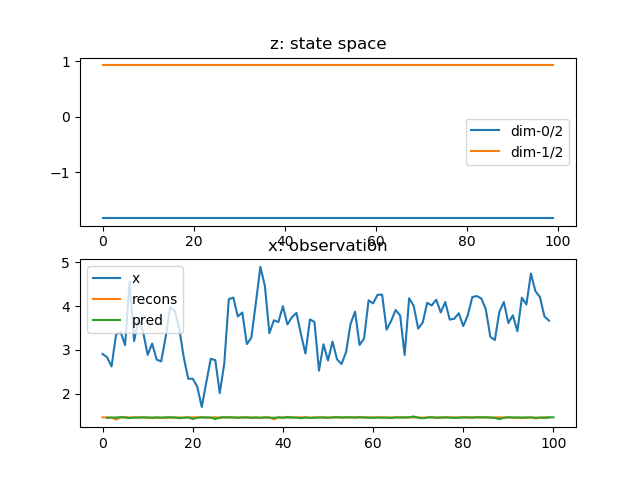 z: state space
1
0
−1
dim-0/2
dim-1/2
0 20 40 60 80 100
x: observation
5
4
3
2
x
recons
pred
0 20 40 60 80 100